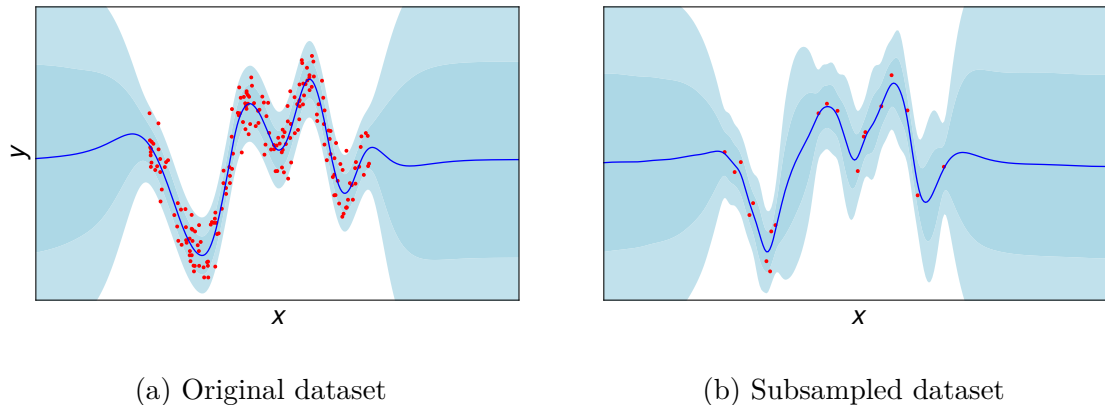 y
x
x
(a) Original dataset
(b) Subsampled dataset